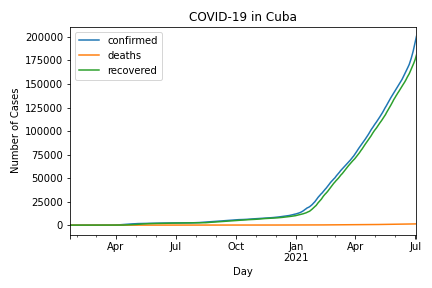 COVID-19 in Cuba
confirmed
deaths
recovered
Number of Cases
200000
175000
150000
125000
100000
75000
50000
25000
0
Apr
Jul
Oct
Jan
2021
Apr
Jul
Day